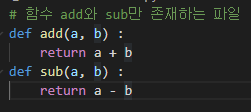 # 함수 add와 sub만 존재하는 파일
def add(a, b) :
    return a + b
def sub(a, b) :
    return a - b